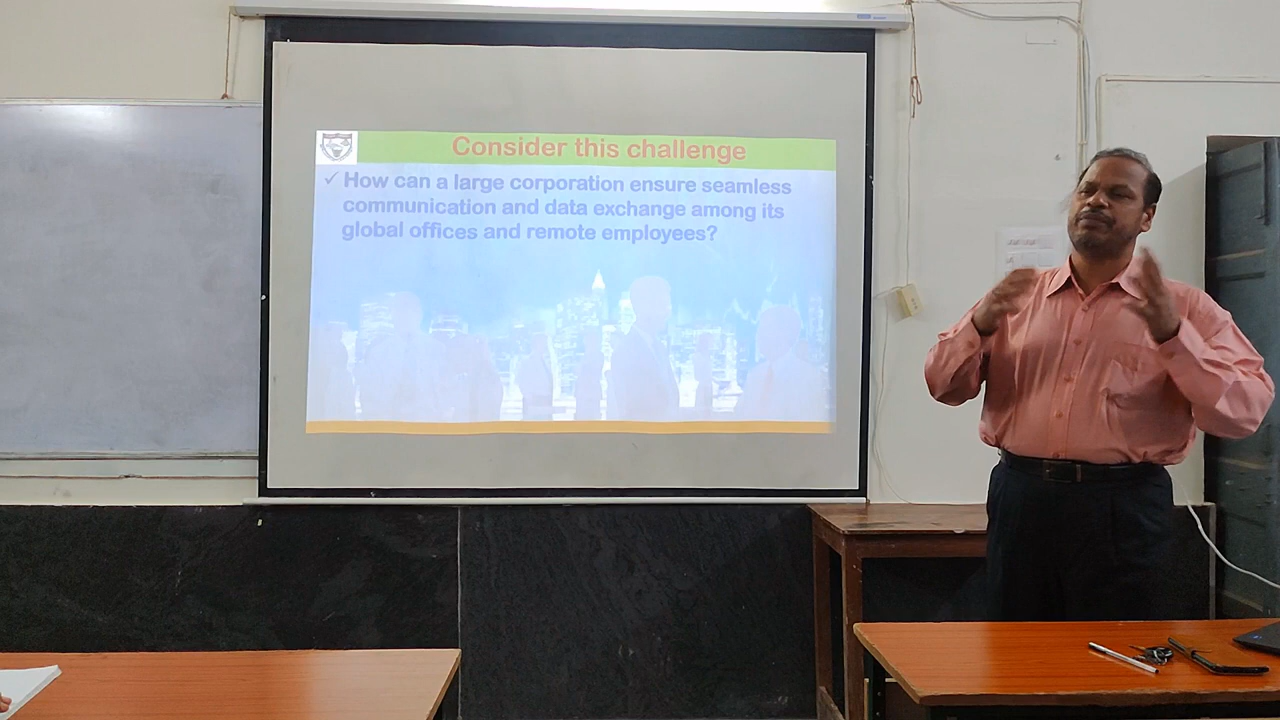 Consider this challenge
✓ How can a large corporation ensure seamless
communication and data exchange among its
global offices and remote employees?